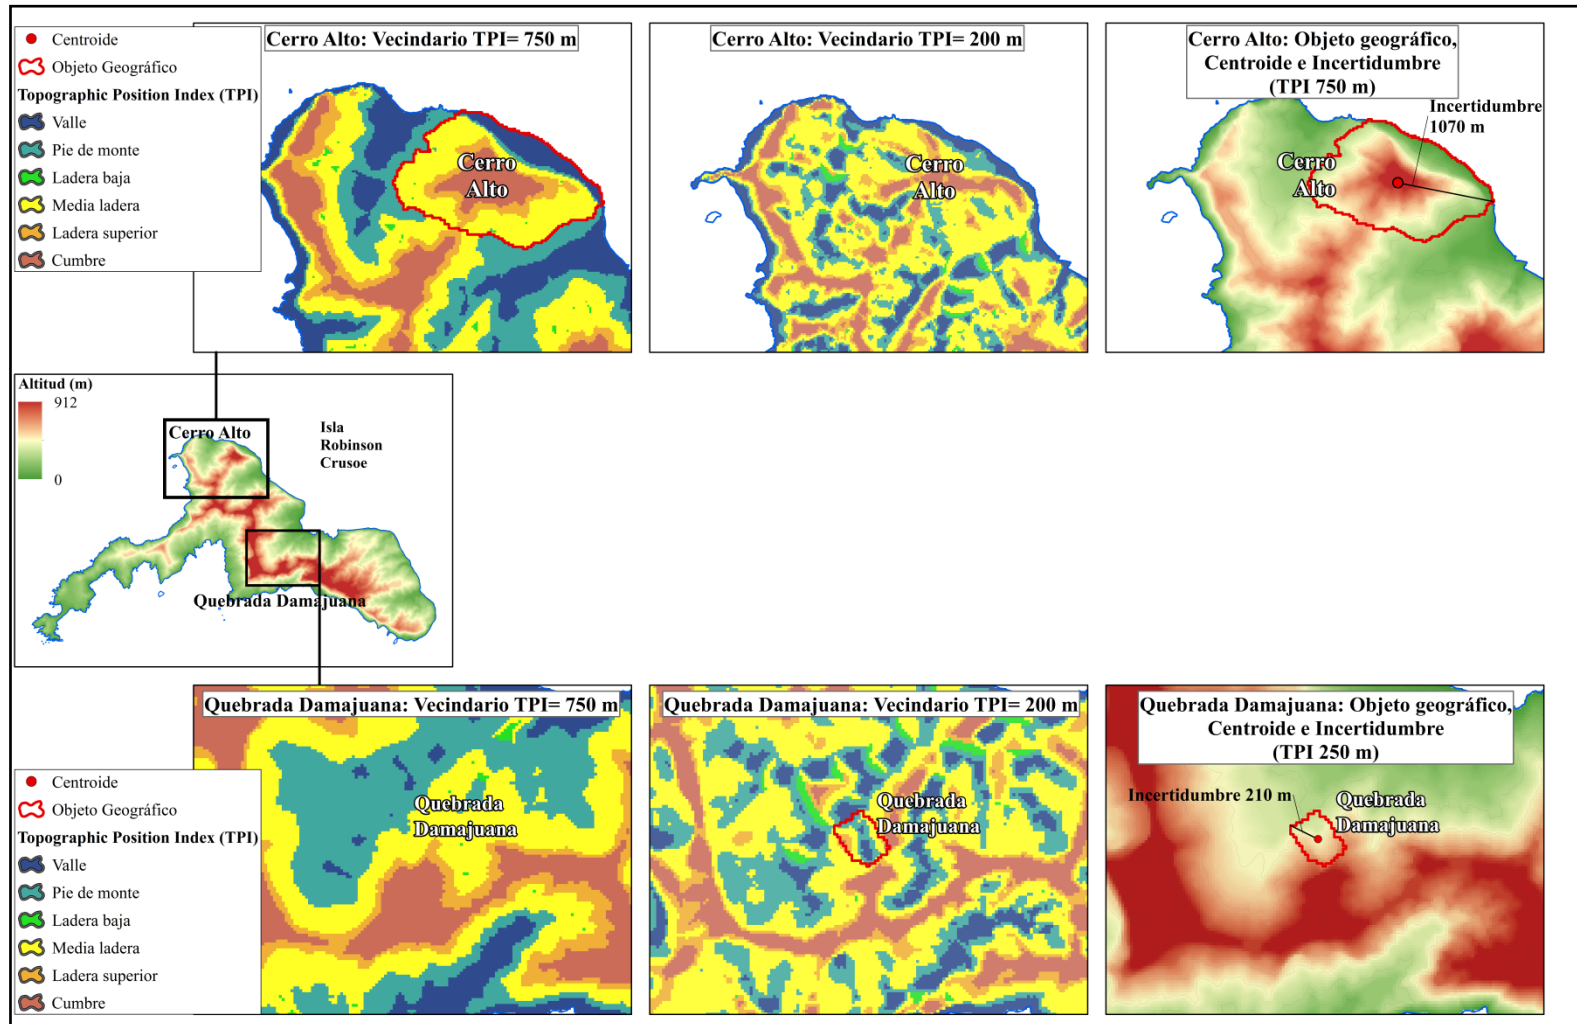 Centroide
Objeto Geográfico
Topographic Position Index (TPI)
Valle
Pie de monte
Ladera baja
Media ladera
Ladera superior
Cumbre
Cerro Alto: Vecindario TPI= 750 m
Cerro
Alto
Cerro Alto: Vecindario TPI= 200 m
Cerro
Alto
Cerro Alto: Objeto geográfico,
Centroide e Incertidumbre
(TPI 750 m)
Incertidumbre
1070 m
Cerro
Alto
Altitud (m)
912
0
Cerro Alto
Isla
Robinson
Crusoe
Quebrada Damajuana
Centroide
Objeto Geográfico
Topographic Position Index (TPI)
Valle
Pie de monte
Ladera baja
Media ladera
Ladera superior
Cumbre
Quebrada Damajuana: Vecindario TPI= 750 m
Quebrada
Damajuana
Quebrada Damajuana: Vecindario TPI= 200 m
Quebrada
Damajuana
Quebrada Damajuana: Objeto geográfico,
Centroide e Incertidumbre
(TPI 250 m)
Incertidumbre 210 m
Quebrada
Damajuana